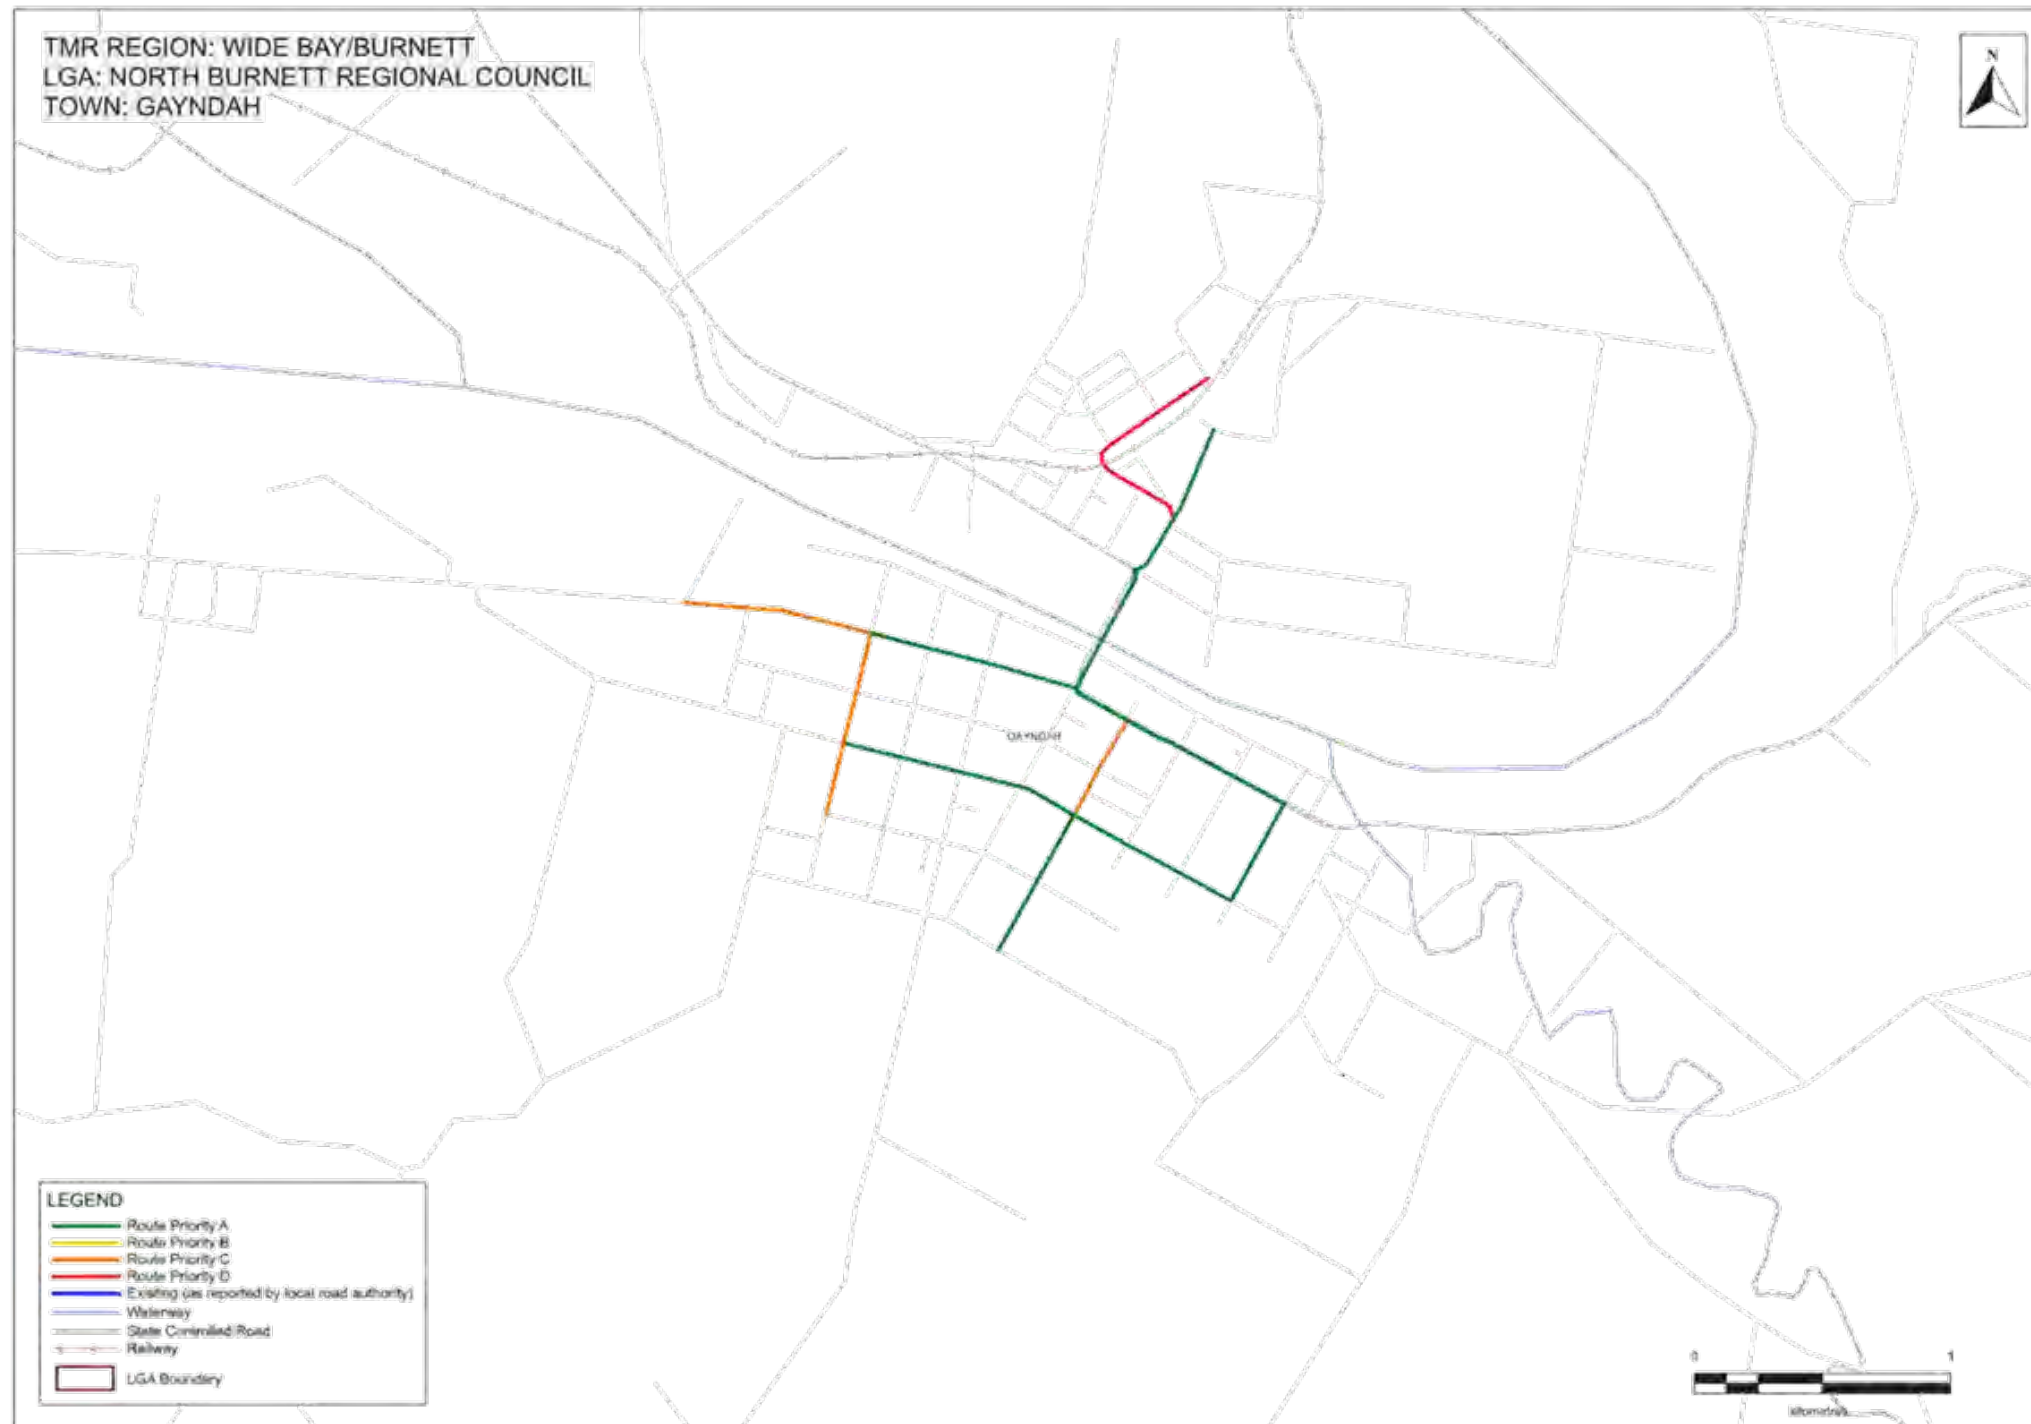 TMR REGION: WIDE BAY/BURNETT
LGA: NORTH BURNETT REGIONAL COUNCIL
TOWN: GAYNDAH
N
GAYNDAH
LEGEND
Route Priority A
Route Priority B
Route Priority C
Route Priority D
Existing (as reported by local road authority)
Waterway
State Controlled Road
Railway
LGA Boundary
0 1
kilometres